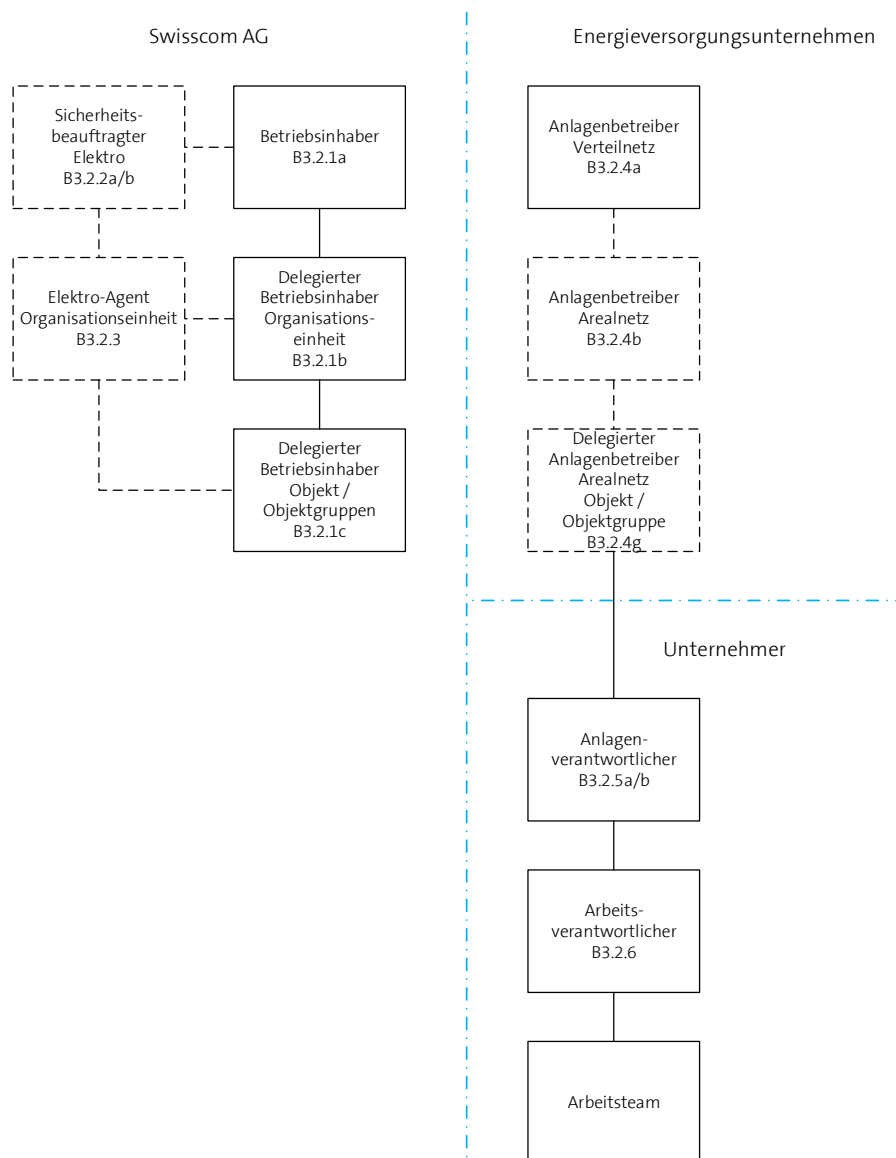 Swisscom AG
Energieversorgungsunternehmen
Sicherheits-
beauftragter
Elektro
B3.2.2a/b
Betriebsinhaber
B3.2.1a
Anlagenbetreiber
Verteilnetz
B3.2.4a
Elektro-Agent
Organisationseinheit
B3.2.3
Delegierter
Betriebsinhaber
Organisations-
einheit
B3.2.1b
Anlagenbetreiber
Arealnetz
B3.2.4b
Delegierter
Betriebsinhaber
Objekt /
Objektgruppen
B3.2.1c
Delegierter
Anlagenbetreiber
Arealnetz
Objekt /
Objektgruppe
B3.2.4g
Unternehmer
Anlagen-
verantwortlicher
B3.2.5a/b
Arbeits-
verantwortlicher
B3.2.6
Arbeitsteam